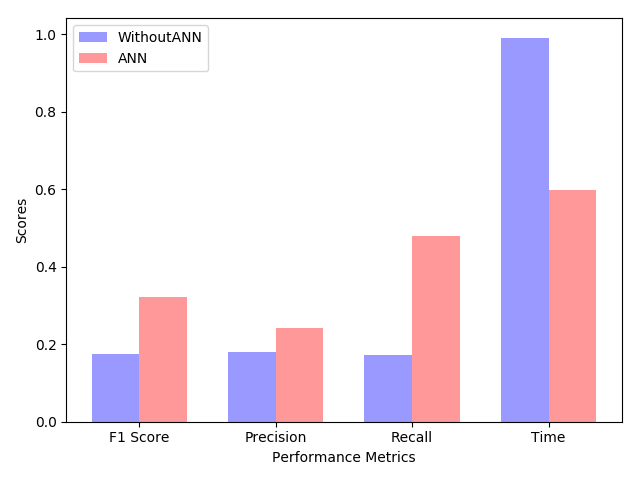 WithoutANN
ANN
1.0
0.8
0.6
0.4
0.2
0.0
Scores
F1 Score Precision Recall Time
Performance Metrics